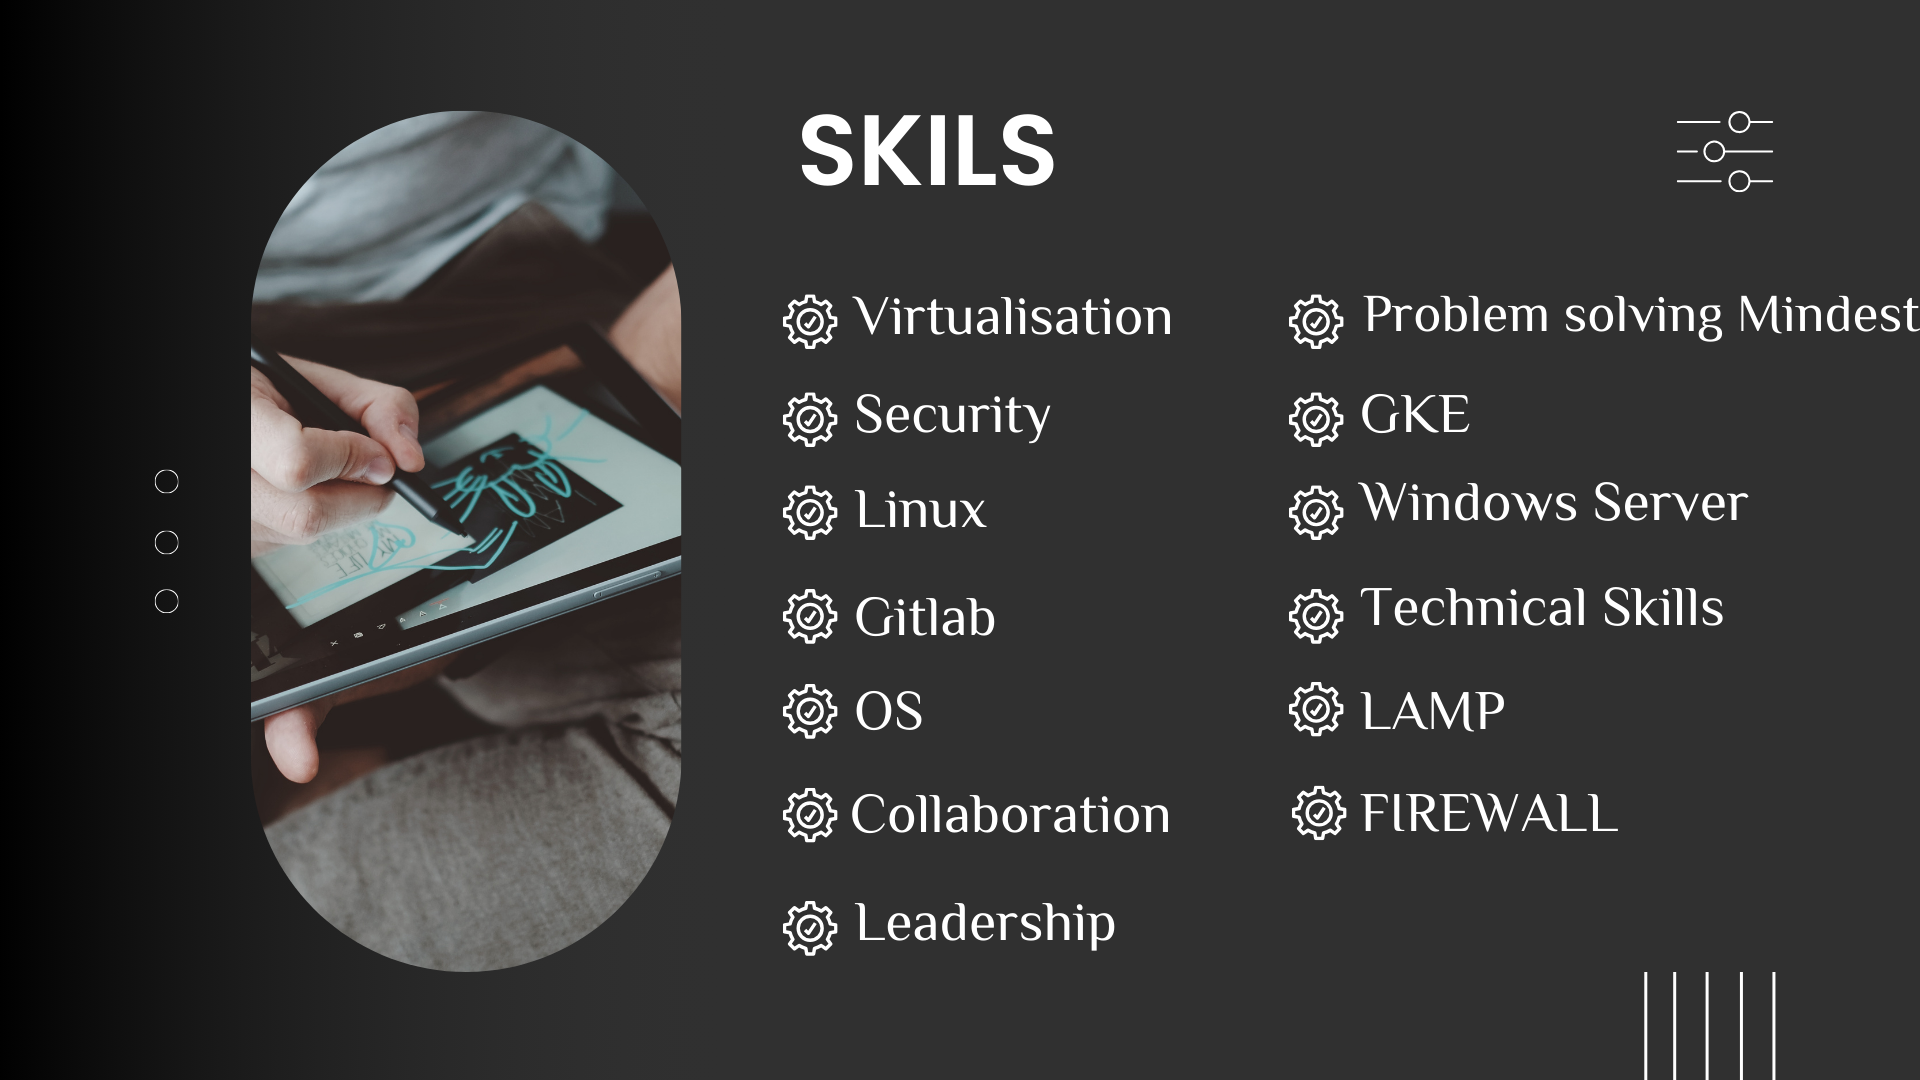 SKILS
Virtualisation
Security
Linux
Gitlab
OS
Collaboration
Leadership
Problem solving Mindest
GKE
Windows Server
Technical Skills
LAMP
FIREWALL